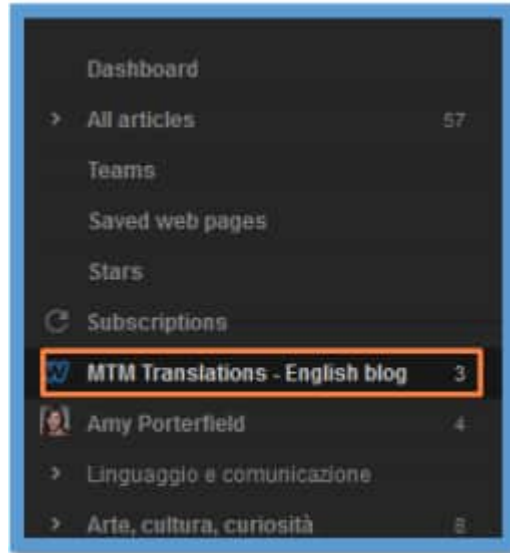 Dashboard
> All articles 57
Teams
Saved web pages
Stars
Subscriptions
MTM Translations - English blog 3
Amy Porterfield 4
> Linguaggio e comunicazione
> Arte, cultura, curiosità 8